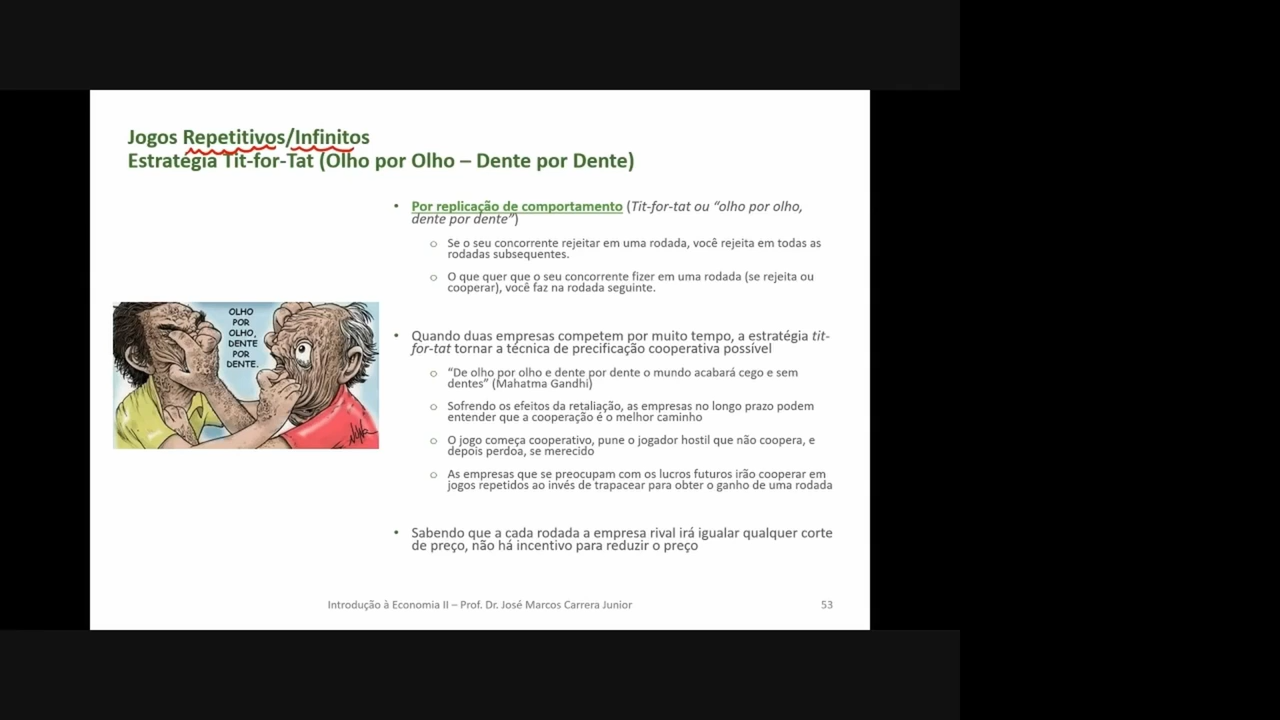 Jogos Repetitivos/Infinitos
Estratégia Tit-for-Tat (Olho por Olho – Dente por Dente)
• Por replicação de comportamento (Tit-for-tat ou “olho por olho,
dente por dente”)
o Se o seu concorrente rejeitar em uma rodada, você rejeita em todas as
rodadas subsequentes.
o O que quer que o seu concorrente fizer em uma rodada (se rejeita ou
cooperar), você faz na rodada seguinte.
OLHO
POR
OLHO,
DENTE
POR
DENTE.
• Quando duas empresas competem por muito tempo, a estratégia tit-
for-tat tornar a técnica de precificação cooperativa possível
o “De olho por olho e dente por dente o mundo acabará cego e sem
dentes” (Mahatma Gandhi)
o Sofrendo os efeitos da retaliação, as empresas no longo prazo podem
entender que a cooperação é o melhor caminho
o O jogo começa cooperativo, pune o jogador hostil que não coopera, e
depois perdoa, se merecido
o As empresas que se preocupam com os lucros futuros irão cooperar em
jogos repetidos ao invés de trapacear para obter o ganho de uma rodada
• Sabendo que a cada rodada a empresa rival irá igualar qualquer corte
de preço, não há incentivo para reduzir o preço
Introdução à Economia II – Prof. Dr. José Marcos Carrera Junior
53